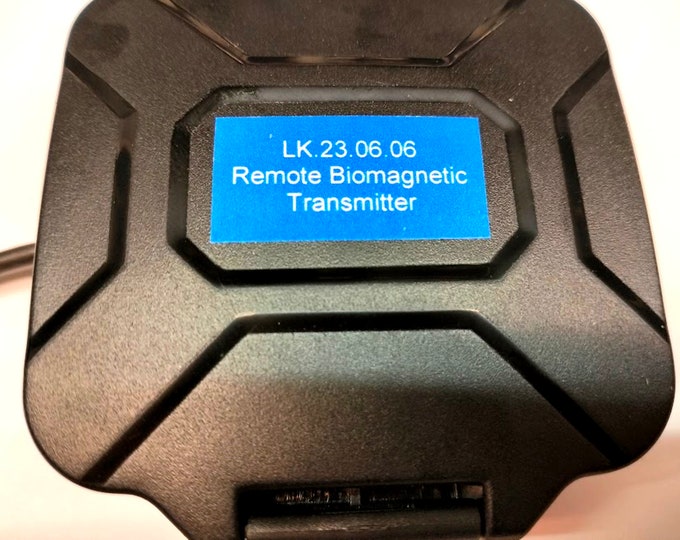 LK.23.06.06
Remote Biomagnetic
Transmitter